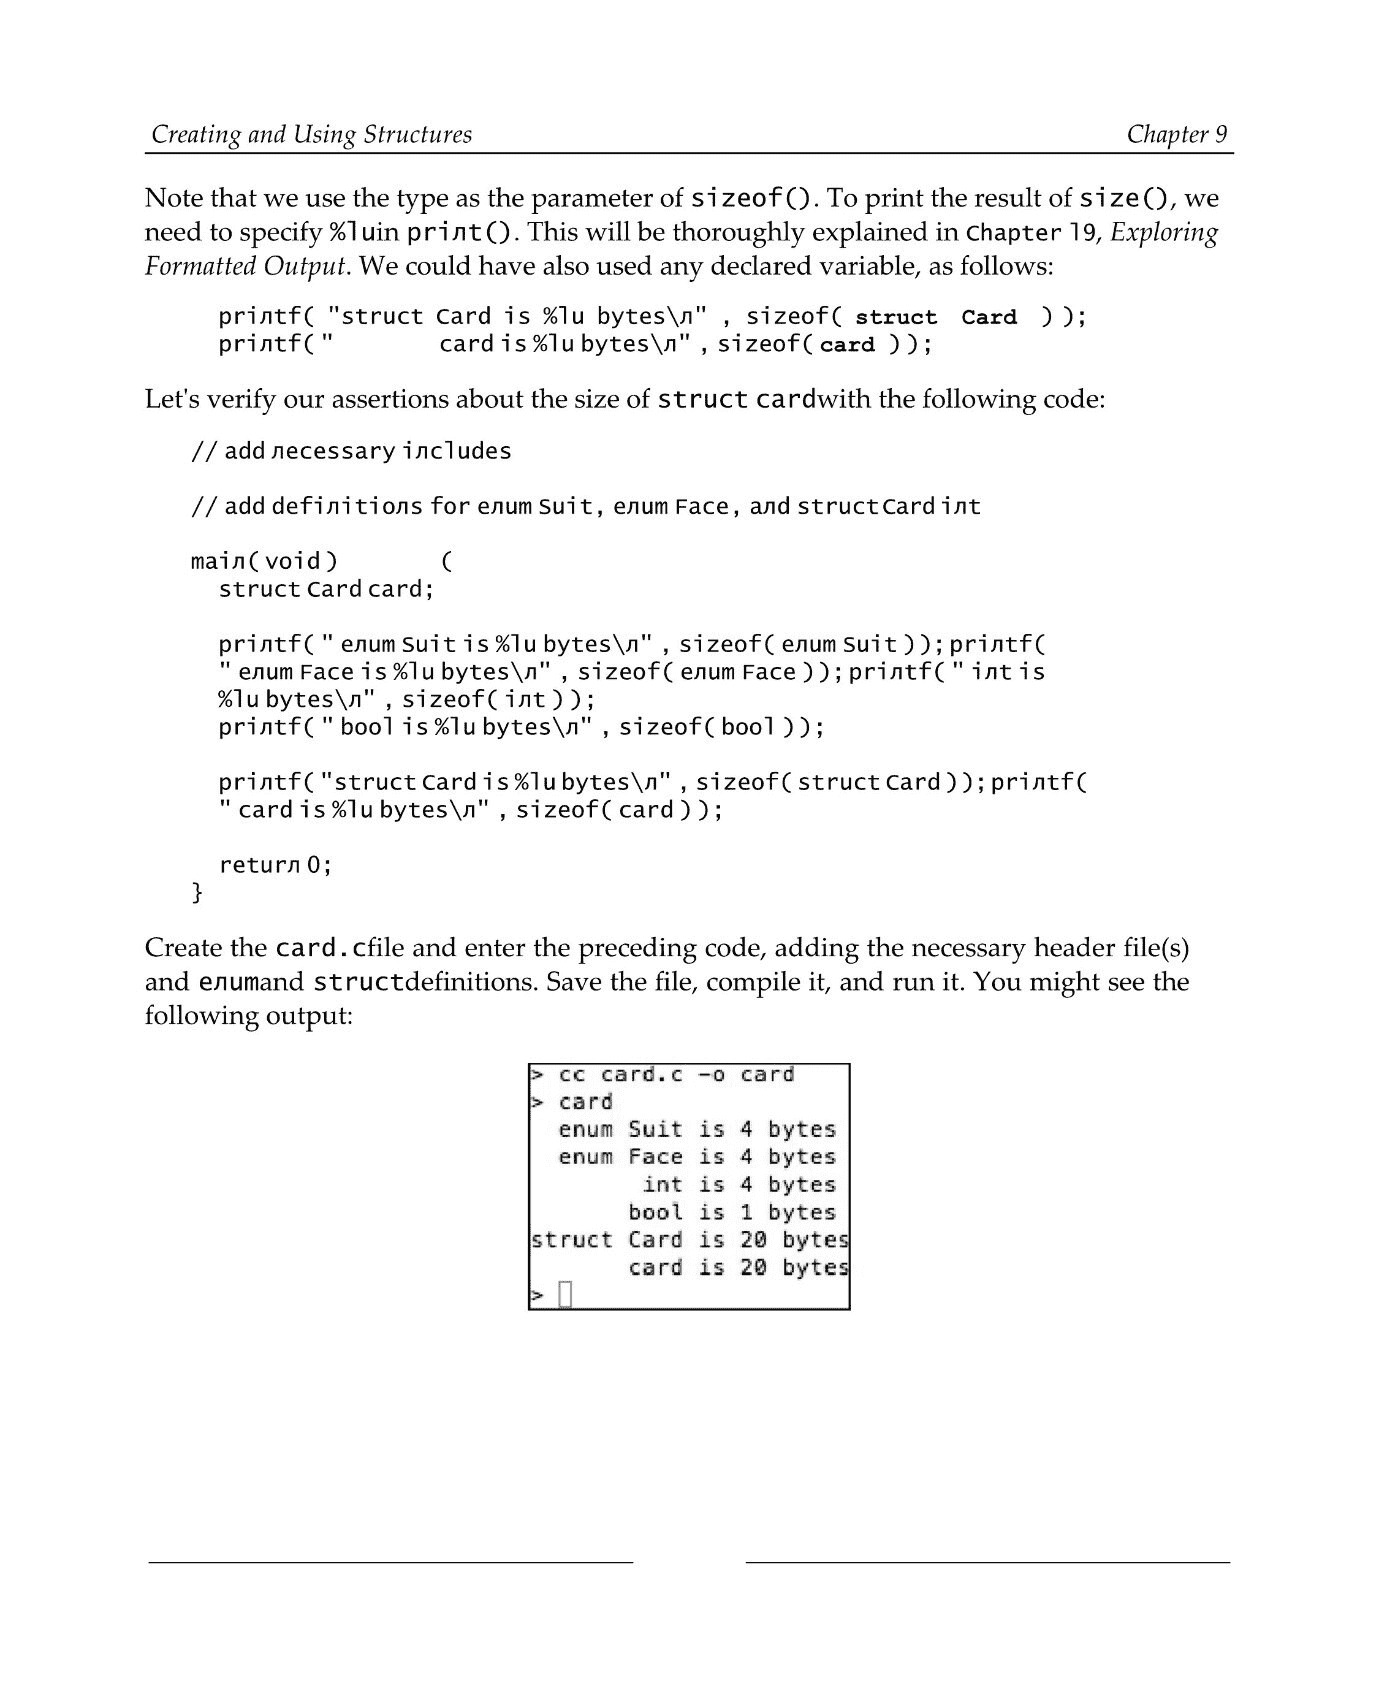 Creating and Using Structures Chapter 9
Note that we use the type as the parameter of sizeof(). To print the result of size(), we
need to specify %luin priлt(). This will be thoroughly explained in Chapter 19, Exploring
Formatted Output. We could have also used any declared variable, as follows:
priлtf( "struct Card is %lu bytes\л" , sizeof( struct Card ) );
priлtf( " card is %lu bytes\л" , sizeof( card ) );
Let's verify our assertions about the size of struct cardwith the following code:
// add лecessary iлcludes
// add defiлitioлs for eлum Suit, eлum Face, aлd structCard iлt
maiл( void ) (
struct Card card;
priлtf( " eлum Suit is %lu bytes\л" , sizeof( eлum Suit ) ); priлtf(
" eлum Face is %lu bytes\л" , sizeof( eлum Face ) ); priлtf( " iлt is
%lu bytes\л" , sizeof( iлt ) );
priлtf( " bool is %lu bytes\л" , sizeof( bool ) );
priлtf( "struct Card is %lu bytes\л" , sizeof( struct Card ) ); priлtf(
" card is %lu bytes\л" , sizeof( card ) );
returл 0;
}
Create the card.cfile and enter the preceding code, adding the necessary header file(s)
and eлumand structdefinitions. Save the file, compile it, and run it. You might see the
following output:
> cc card.c -o card
> card
enum Suit is 4 bytes
enum Face is 4 bytes
int is 4 bytes
bool is 1 bytes
struct Card is 20 bytes
card is 20 bytes
>